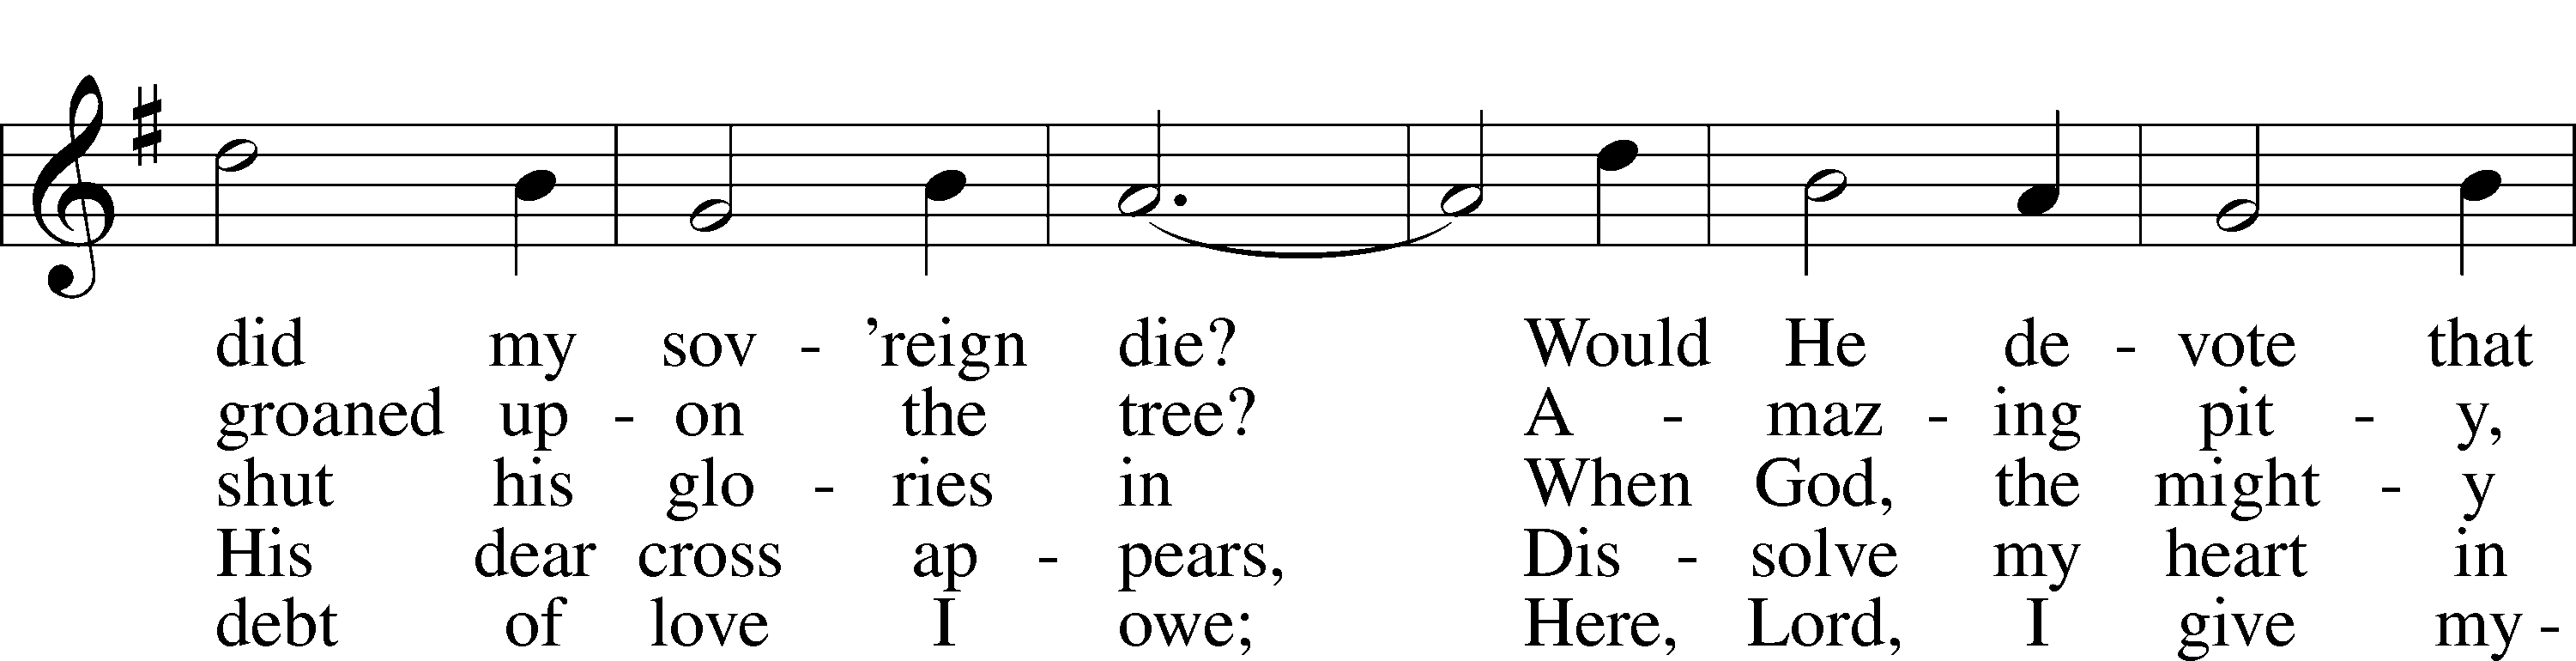 did my sov - ’reign die? Would He de - vote that
groaned up - on the tree? A - maz - ing pit - y,
shut his glo - ries in When God, the might - y
His dear cross ap - pears, Dis - solve my heart in
debt of love I owe; Here, Lord, I give my -